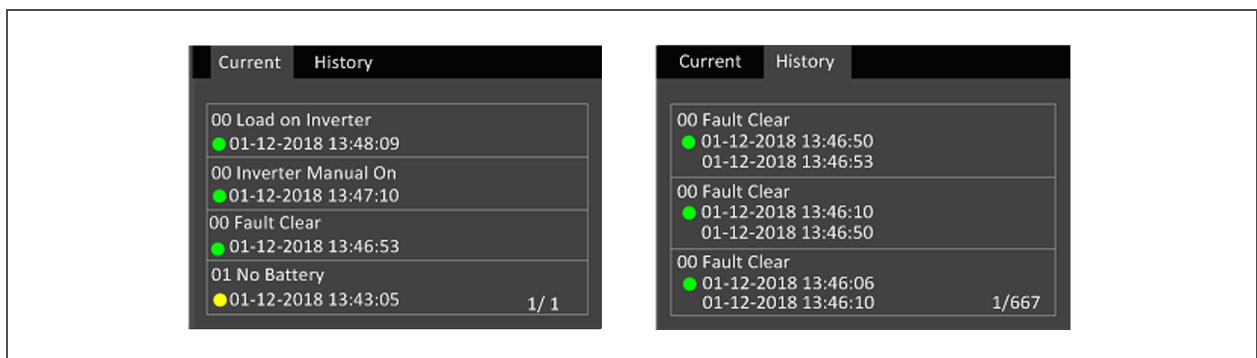 Current History
00 Load on Inverter
01-12-2018 13:48:09
00 Inverter Manual On
01-12-2018 13:47:10
00 Fault Clear
01-12-2018 13:46:53
01 No Battery
01-12-2018 13:43:05 1/ 1
Current History
00 Fault Clear
01-12-2018 13:46:50
01-12-2018 13:46:53
00 Fault Clear
01-12-2018 13:46:10
01-12-2018 13:46:50
00 Fault Clear
01-12-2018 13:46:06
01-12-2018 13:46:10 1/667